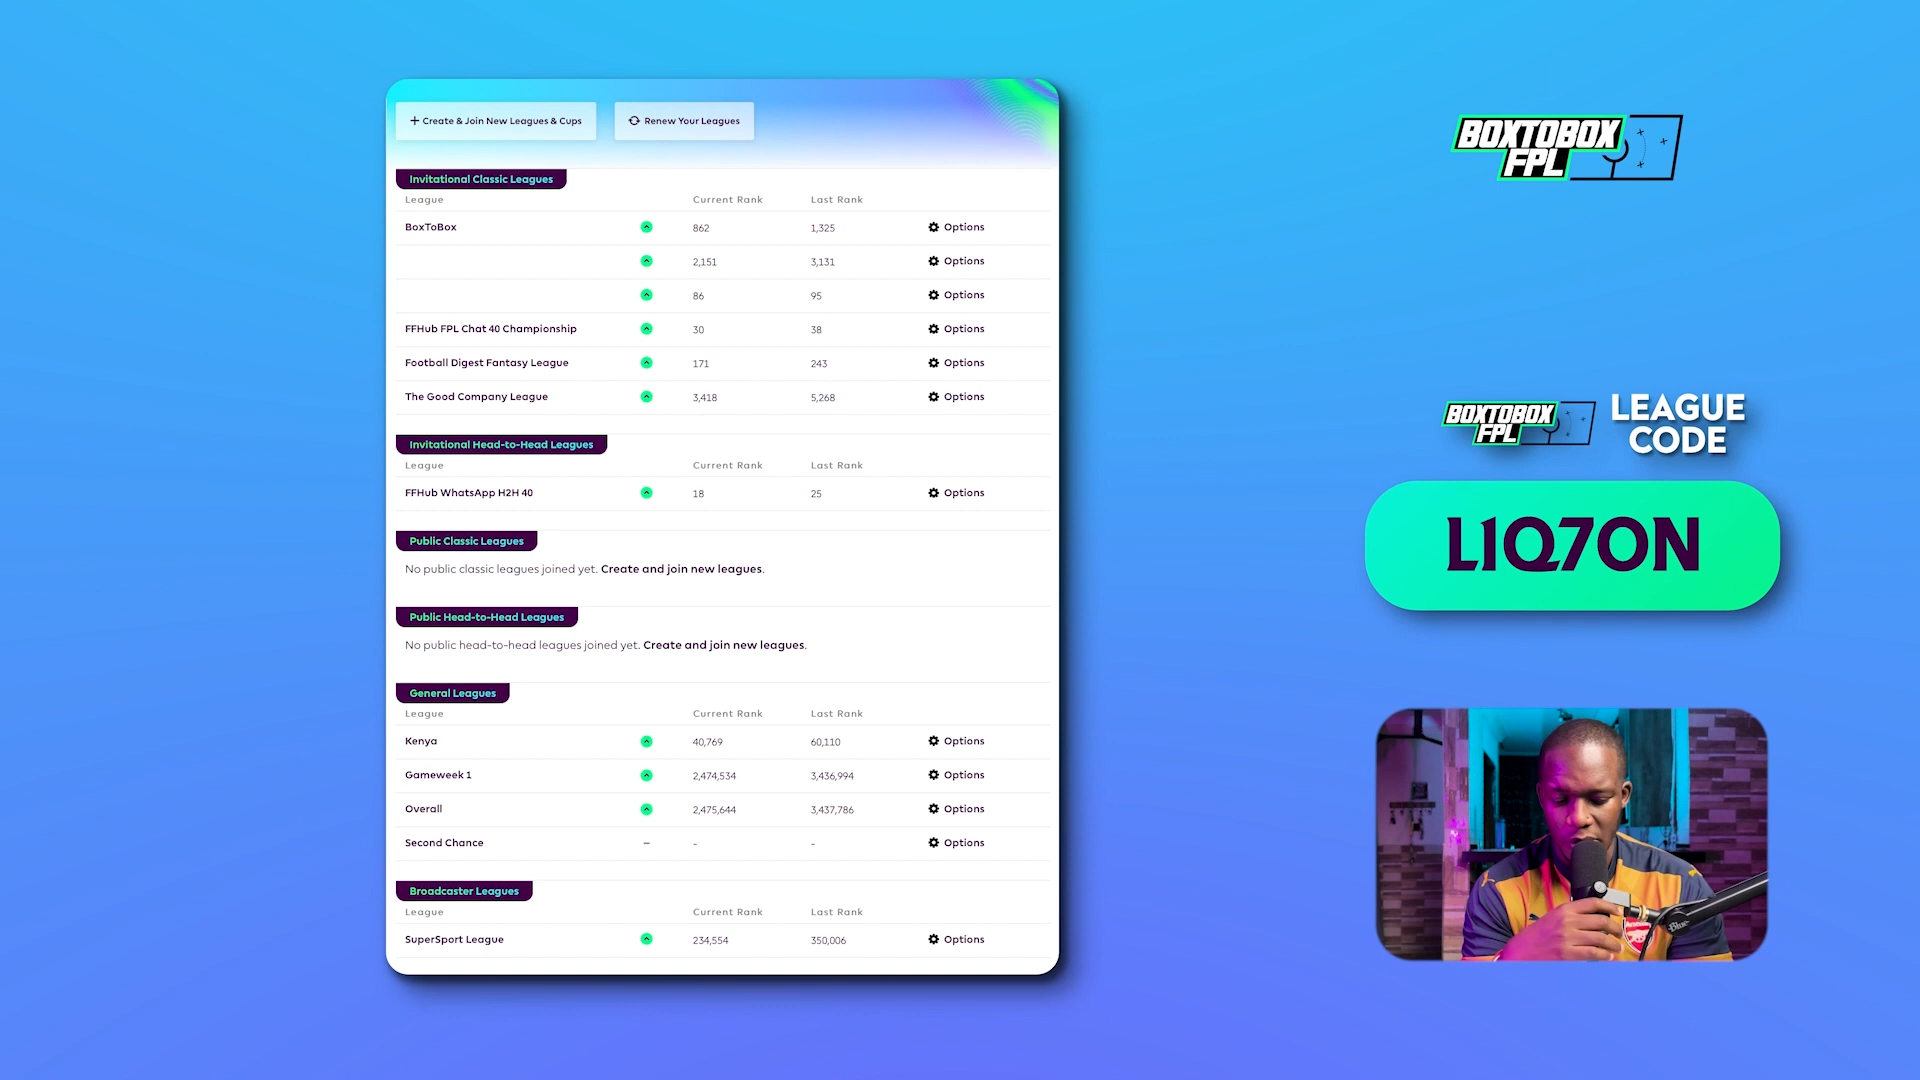 + Create & Join New Leagues & Cups
Renew Your Leagues
Invitational Classic Leagues
League Current Rank Last Rank
BoxToBox 862 1,325 Options
2,151 3,131 Options
86 95 Options
FFHub FPL Chat 40 Championship 30 38 Options
Football Digest Fantasy League 171 243 Options
The Good Company League 3,418 5,268 Options
Invitational Head-to-Head Leagues
League Current Rank Last Rank
FFHub WhatsApp H2H 40 18 25 Options
Public Classic Leagues
No public classic leagues joined yet. Create and join new leagues.
Public Head-to-Head Leagues
No public head-to-head leagues joined yet. Create and join new leagues.
General Leagues
League Current Rank Last Rank
Kenya 40,769 60,110 Options
Gameweek 1 2,474,534 3,436,994 Options
Overall 2,475,644 3,437,786 Options
Second Chance - - Options
Broadcaster Leagues
League Current Rank Last Rank
SuperSport League 234,554 350,006 Options
BOXTOBOX
FPL
BOXTOBOX
FPL
LEAGUE
CODE
L1Q7ON
Blue